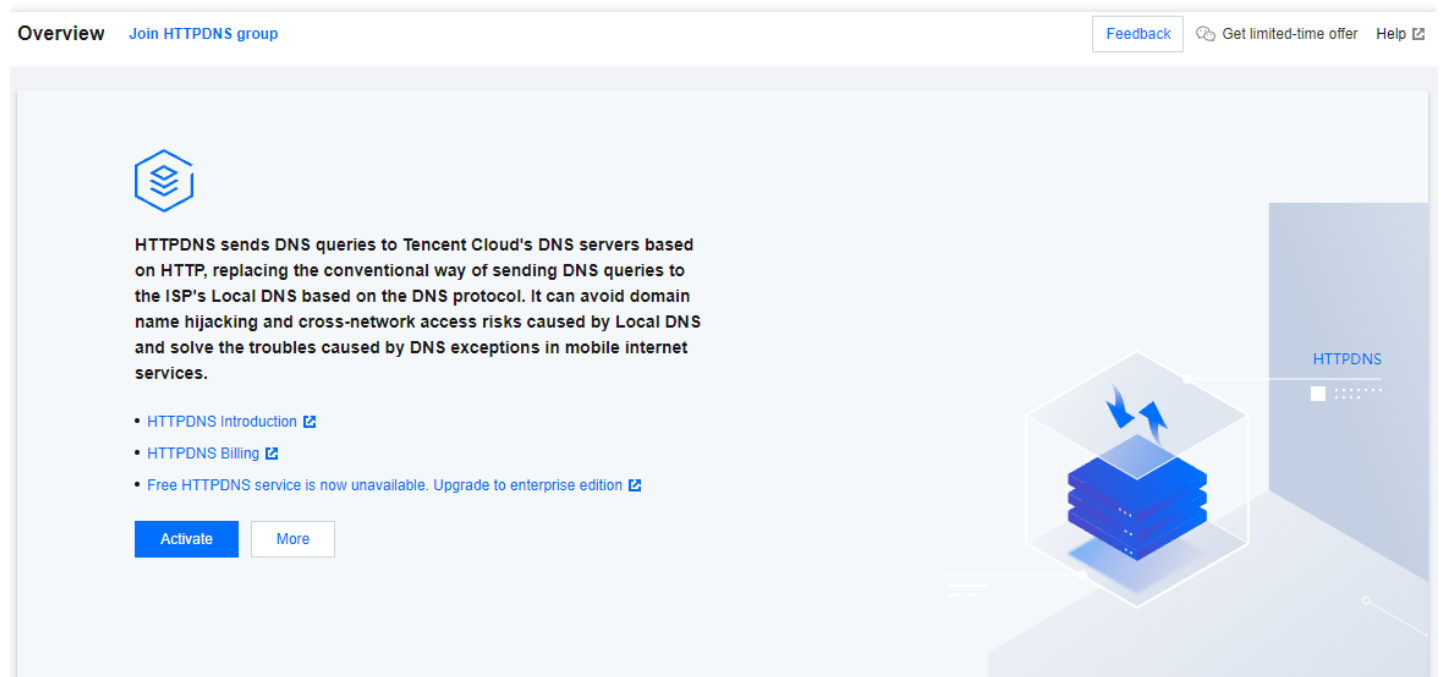 Overview Join HTTPDNS group Feedback Get limited-time offer Help
HTTPDNS sends DNS queries to Tencent Cloud's DNS servers based
on HTTP, replacing the conventional way of sending DNS queries to
the ISP's Local DNS based on the DNS protocol. It can avoid domain
name hijacking and cross-network access risks caused by Local DNS
and solve the troubles caused by DNS exceptions in mobile internet
services.
• HTTPDNS Introduction
• HTTPDNS Billing
• Free HTTPDNS service is now unavailable. Upgrade to enterprise edition
Activate More
HTTPDNS